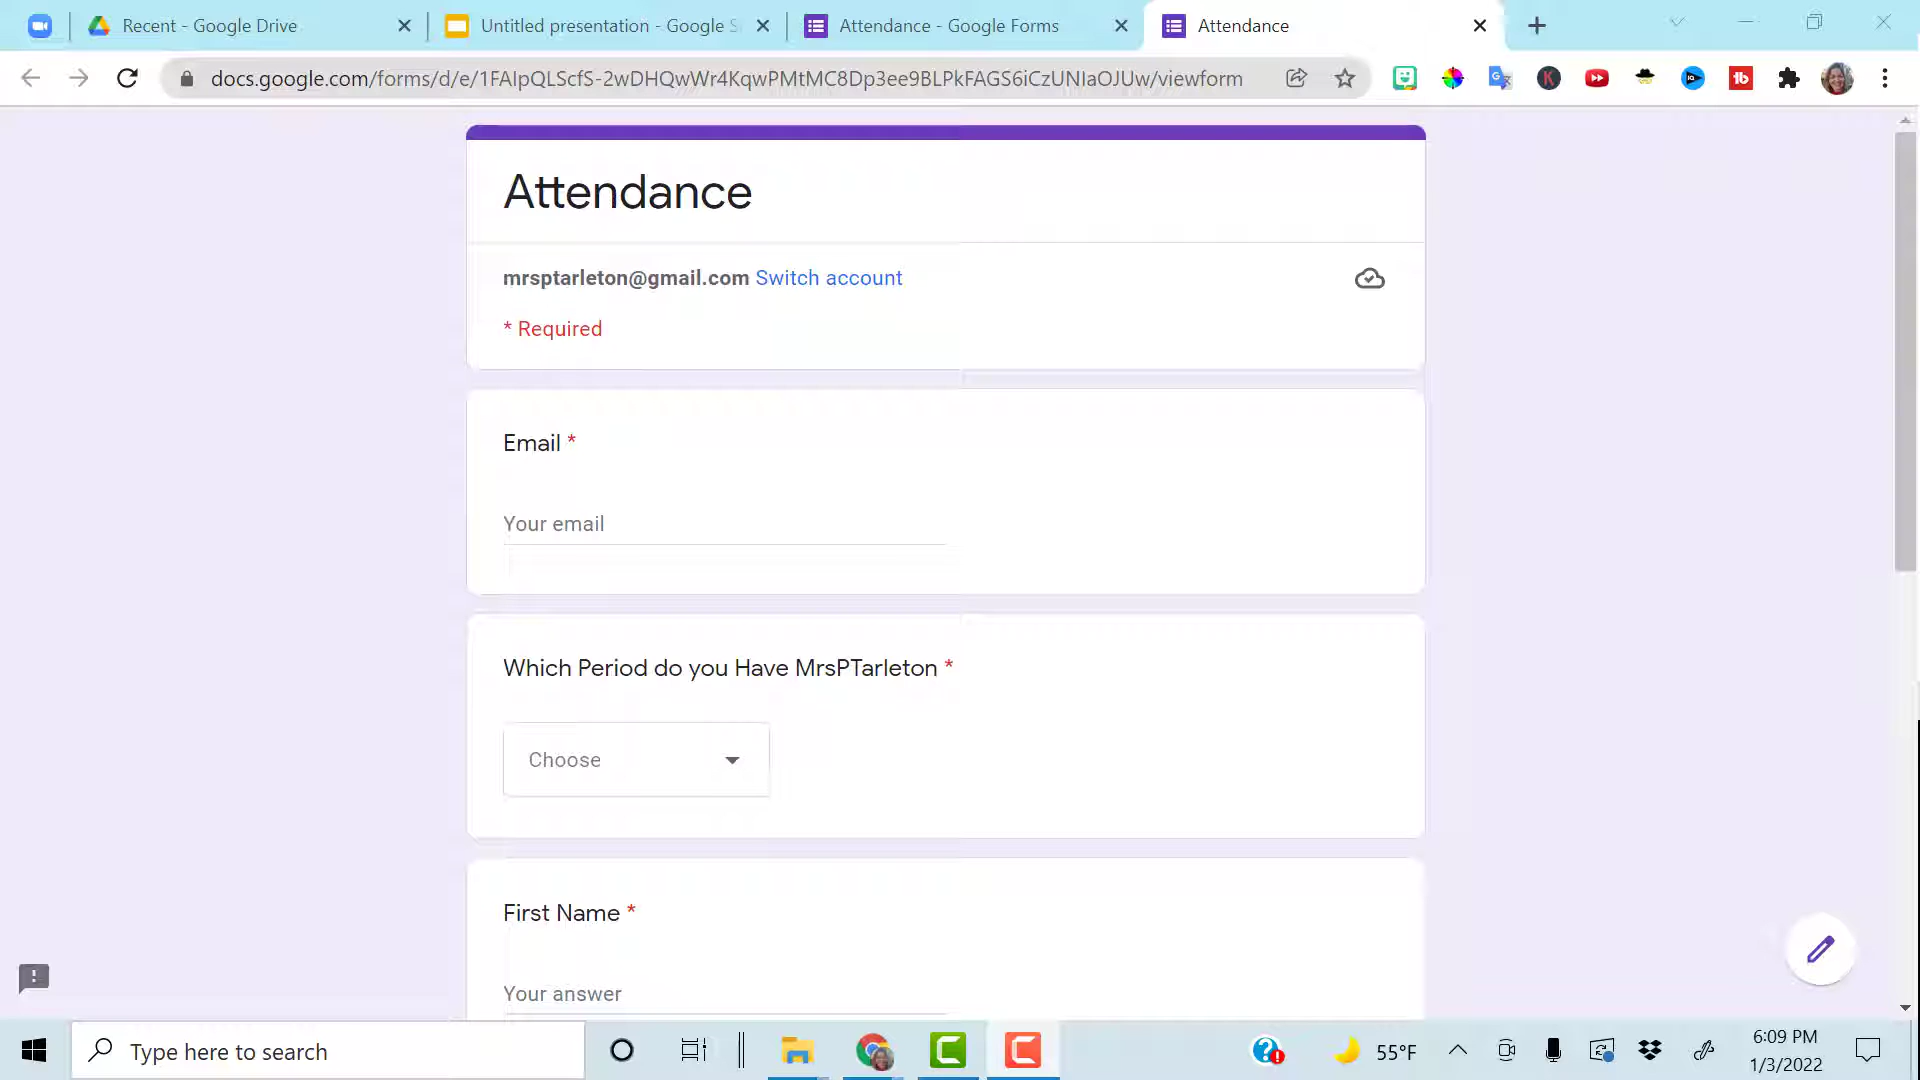 Recent - Google Drive
Untitled presentation - Google S
Attendance - Google Forms
Attendance
docs.google.com/forms/d/e/1FAIpQLScfS-2wDHQwWr4KqwPMtMC8Dp3ee9BLPkFAGS6iCzUNIaOJUw/viewform
Attendance
mrsptarleton@gmail.com Switch account
* Required
Email *
Your email
Which Period do you Have MrsPTarleton *
Choose
First Name *
Your answer
Type here to search
55°F
6:09 PM
1/3/2022